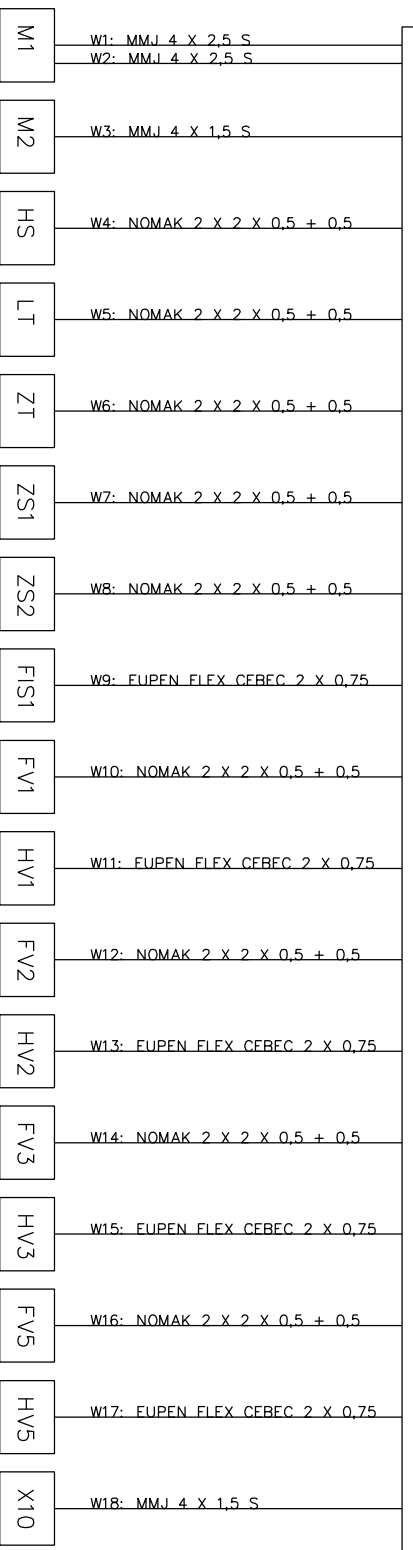 M1
W1: MMJ 4 X 2,5 S
W2: MMJ 4 X 2,5 S
M2
W3: MMJ 4 X 1,5 S
HS
W4: NOMAK 2 X 2 X 0,5 + 0,5
LT
W5: NOMAK 2 X 2 X 0,5 + 0,5
ZT
W6: NOMAK 2 X 2 X 0,5 + 0,5
ZS1
W7: NOMAK 2 X 2 X 0,5 + 0,5
ZS2
W8: NOMAK 2 X 2 X 0,5 + 0,5
FIS1
W9: EUPEN FLEX CEBEC 2 X 0,75
FV1
W10: NOMAK 2 X 2 X 0,5 + 0,5
HV1
W11: EUPEN FLEX CEBEC 2 X 0,75
FV2
W12: NOMAK 2 X 2 X 0,5 + 0,5
HV2
W13: EUPEN FLEX CEBEC 2 X 0,75
FV3
W14: NOMAK 2 X 2 X 0,5 + 0,5
HV3
W15: EUPEN FLEX CEBEC 2 X 0,75
FV5
W16: NOMAK 2 X 2 X 0,5 + 0,5
HV5
W17: EUPEN FLEX CEBEC 2 X 0,75
X10
W18: MMJ 4 X 1,5 S